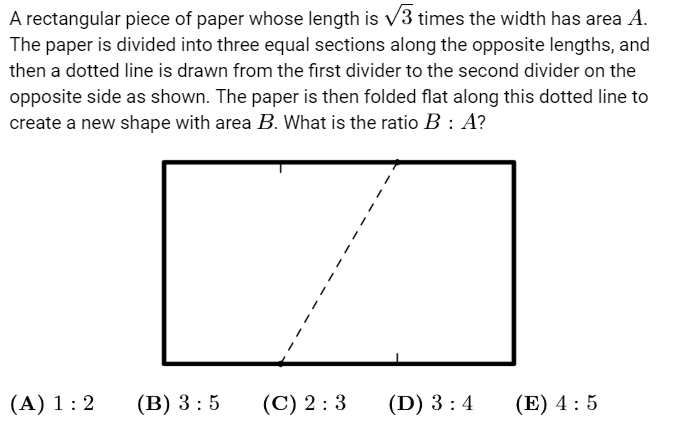 A rectangular piece of paper whose length is √3 times the width has area A.
The paper is divided into three equal sections along the opposite lengths, and
then a dotted line is drawn from the first divider to the second divider on the
opposite side as shown. The paper is then folded flat along this dotted line to
create a new shape with area B. What is the ratio B : A?
(A) 1 : 2 (B) 3 : 5 (C) 2 : 3 (D) 3 : 4 (E) 4 : 5